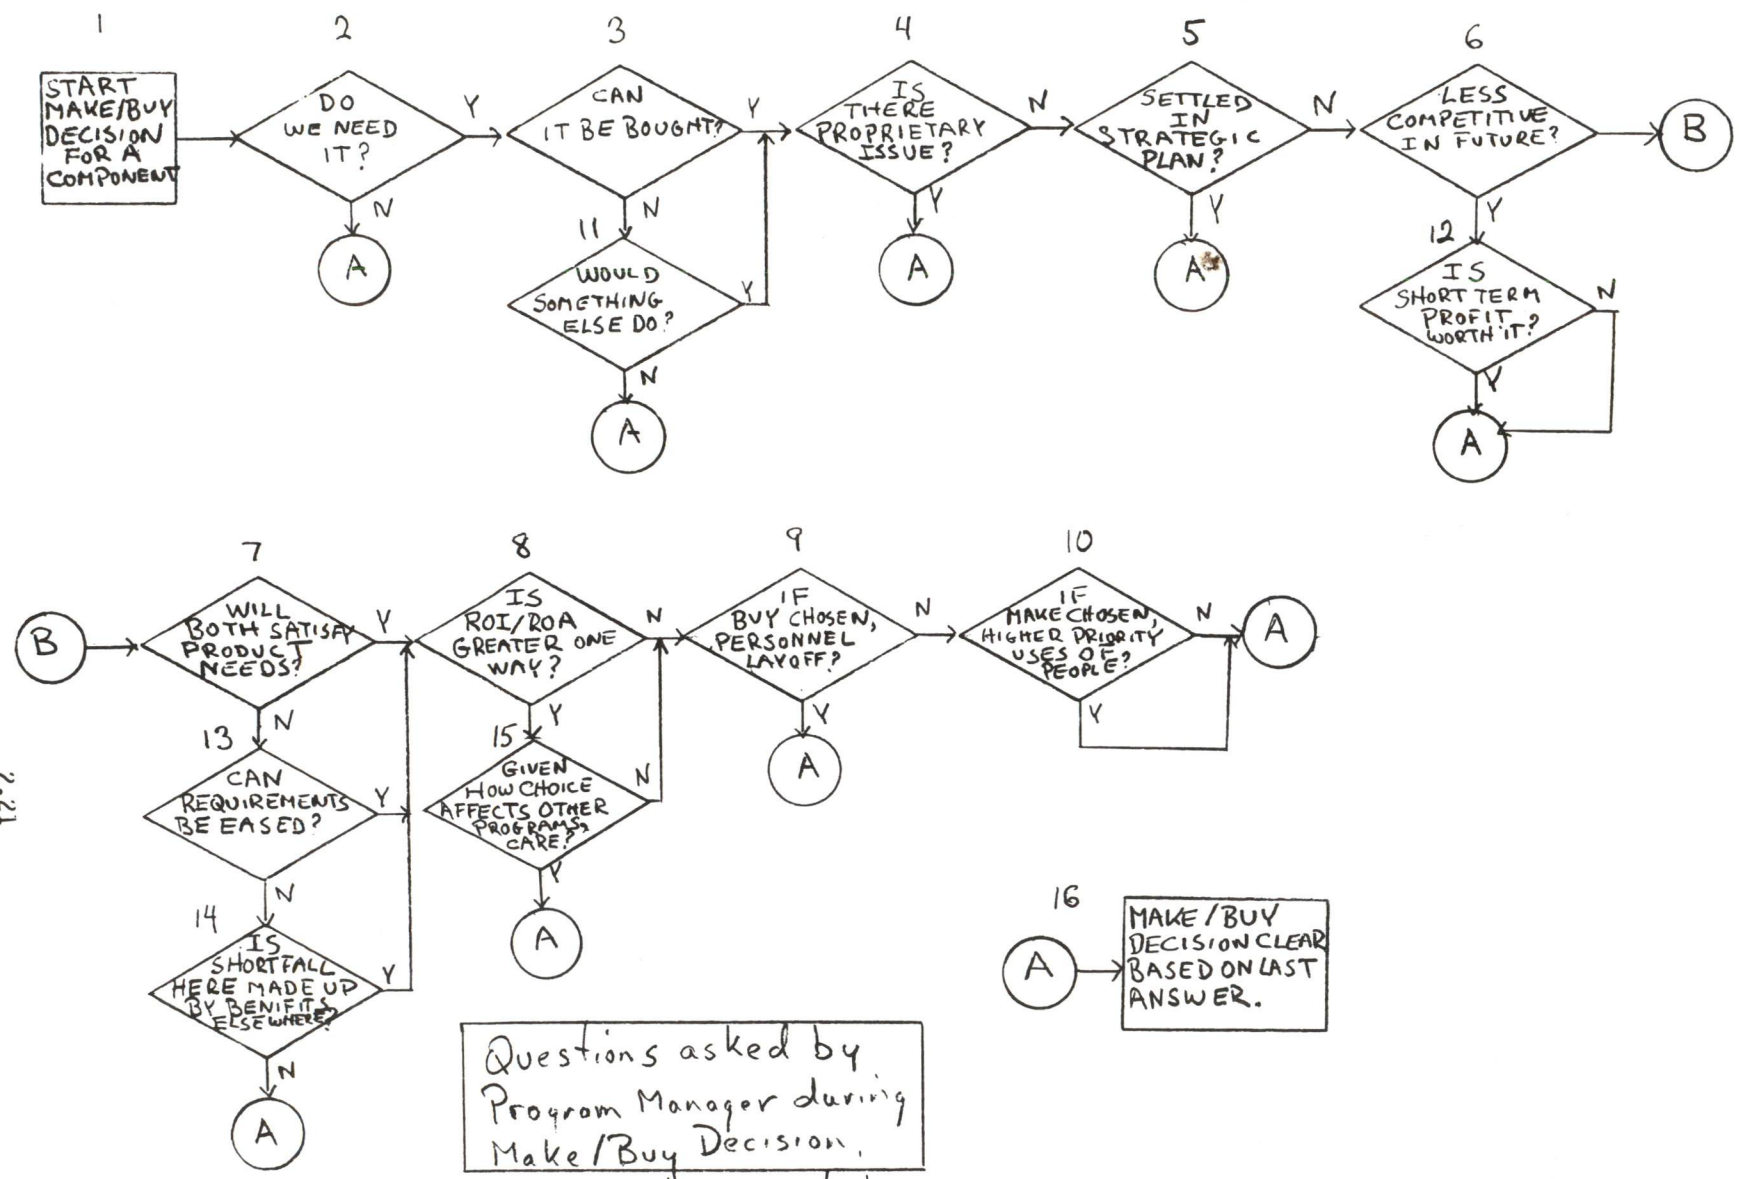 1
START
MAKE/BUY
DECISION
FOR A
COMPONENT
2
DO
WE NEED
IT?
Y
N
A
3
CAN
IT BE BOUGHT?
Y
N
11
WOULD
SOMETHING
ELSE DO?
Y
N
A
4
IS
THERE
PROPRIETARY
ISSUE?
N
Y
A
5
SETTLED
IN
STRATEGIC
PLAN?
N
Y
A
6
LESS
COMPETITIVE
IN FUTURE?
B
Y
12
IS
SHORT TERM
PROFIT
WORTH IT?
N
Y
A
B
7
WILL
BOTH SATISFY
PRODUCT
NEEDS?
Y
N
13
CAN
REQUIREMENTS
BE EASED?
Y
N
14
IS
SHORTFALL
HERE MADE UP
BY BENIFITS
ELSEWHERE?
Y
N
A
8
IS
ROI/ROA
GREATER ONE
WAY?
N
Y
15
GIVEN
HOW CHOICE
AFFECTS OTHER
PROGRAMS,
CARE?
N
Y
A
9
IF
BUY CHOSEN,
PERSONNEL
LAYOFF?
N
Y
A
10
IF
MAKE CHOSEN,
HIGHER PRIORITY
USES OF
PEOPLE?
N
Y
A
16
A
MAKE/BUY
DECISION CLEAR
BASED ON LAST
ANSWER.
Questions asked by
Program Manager during
Make/Buy Decision.